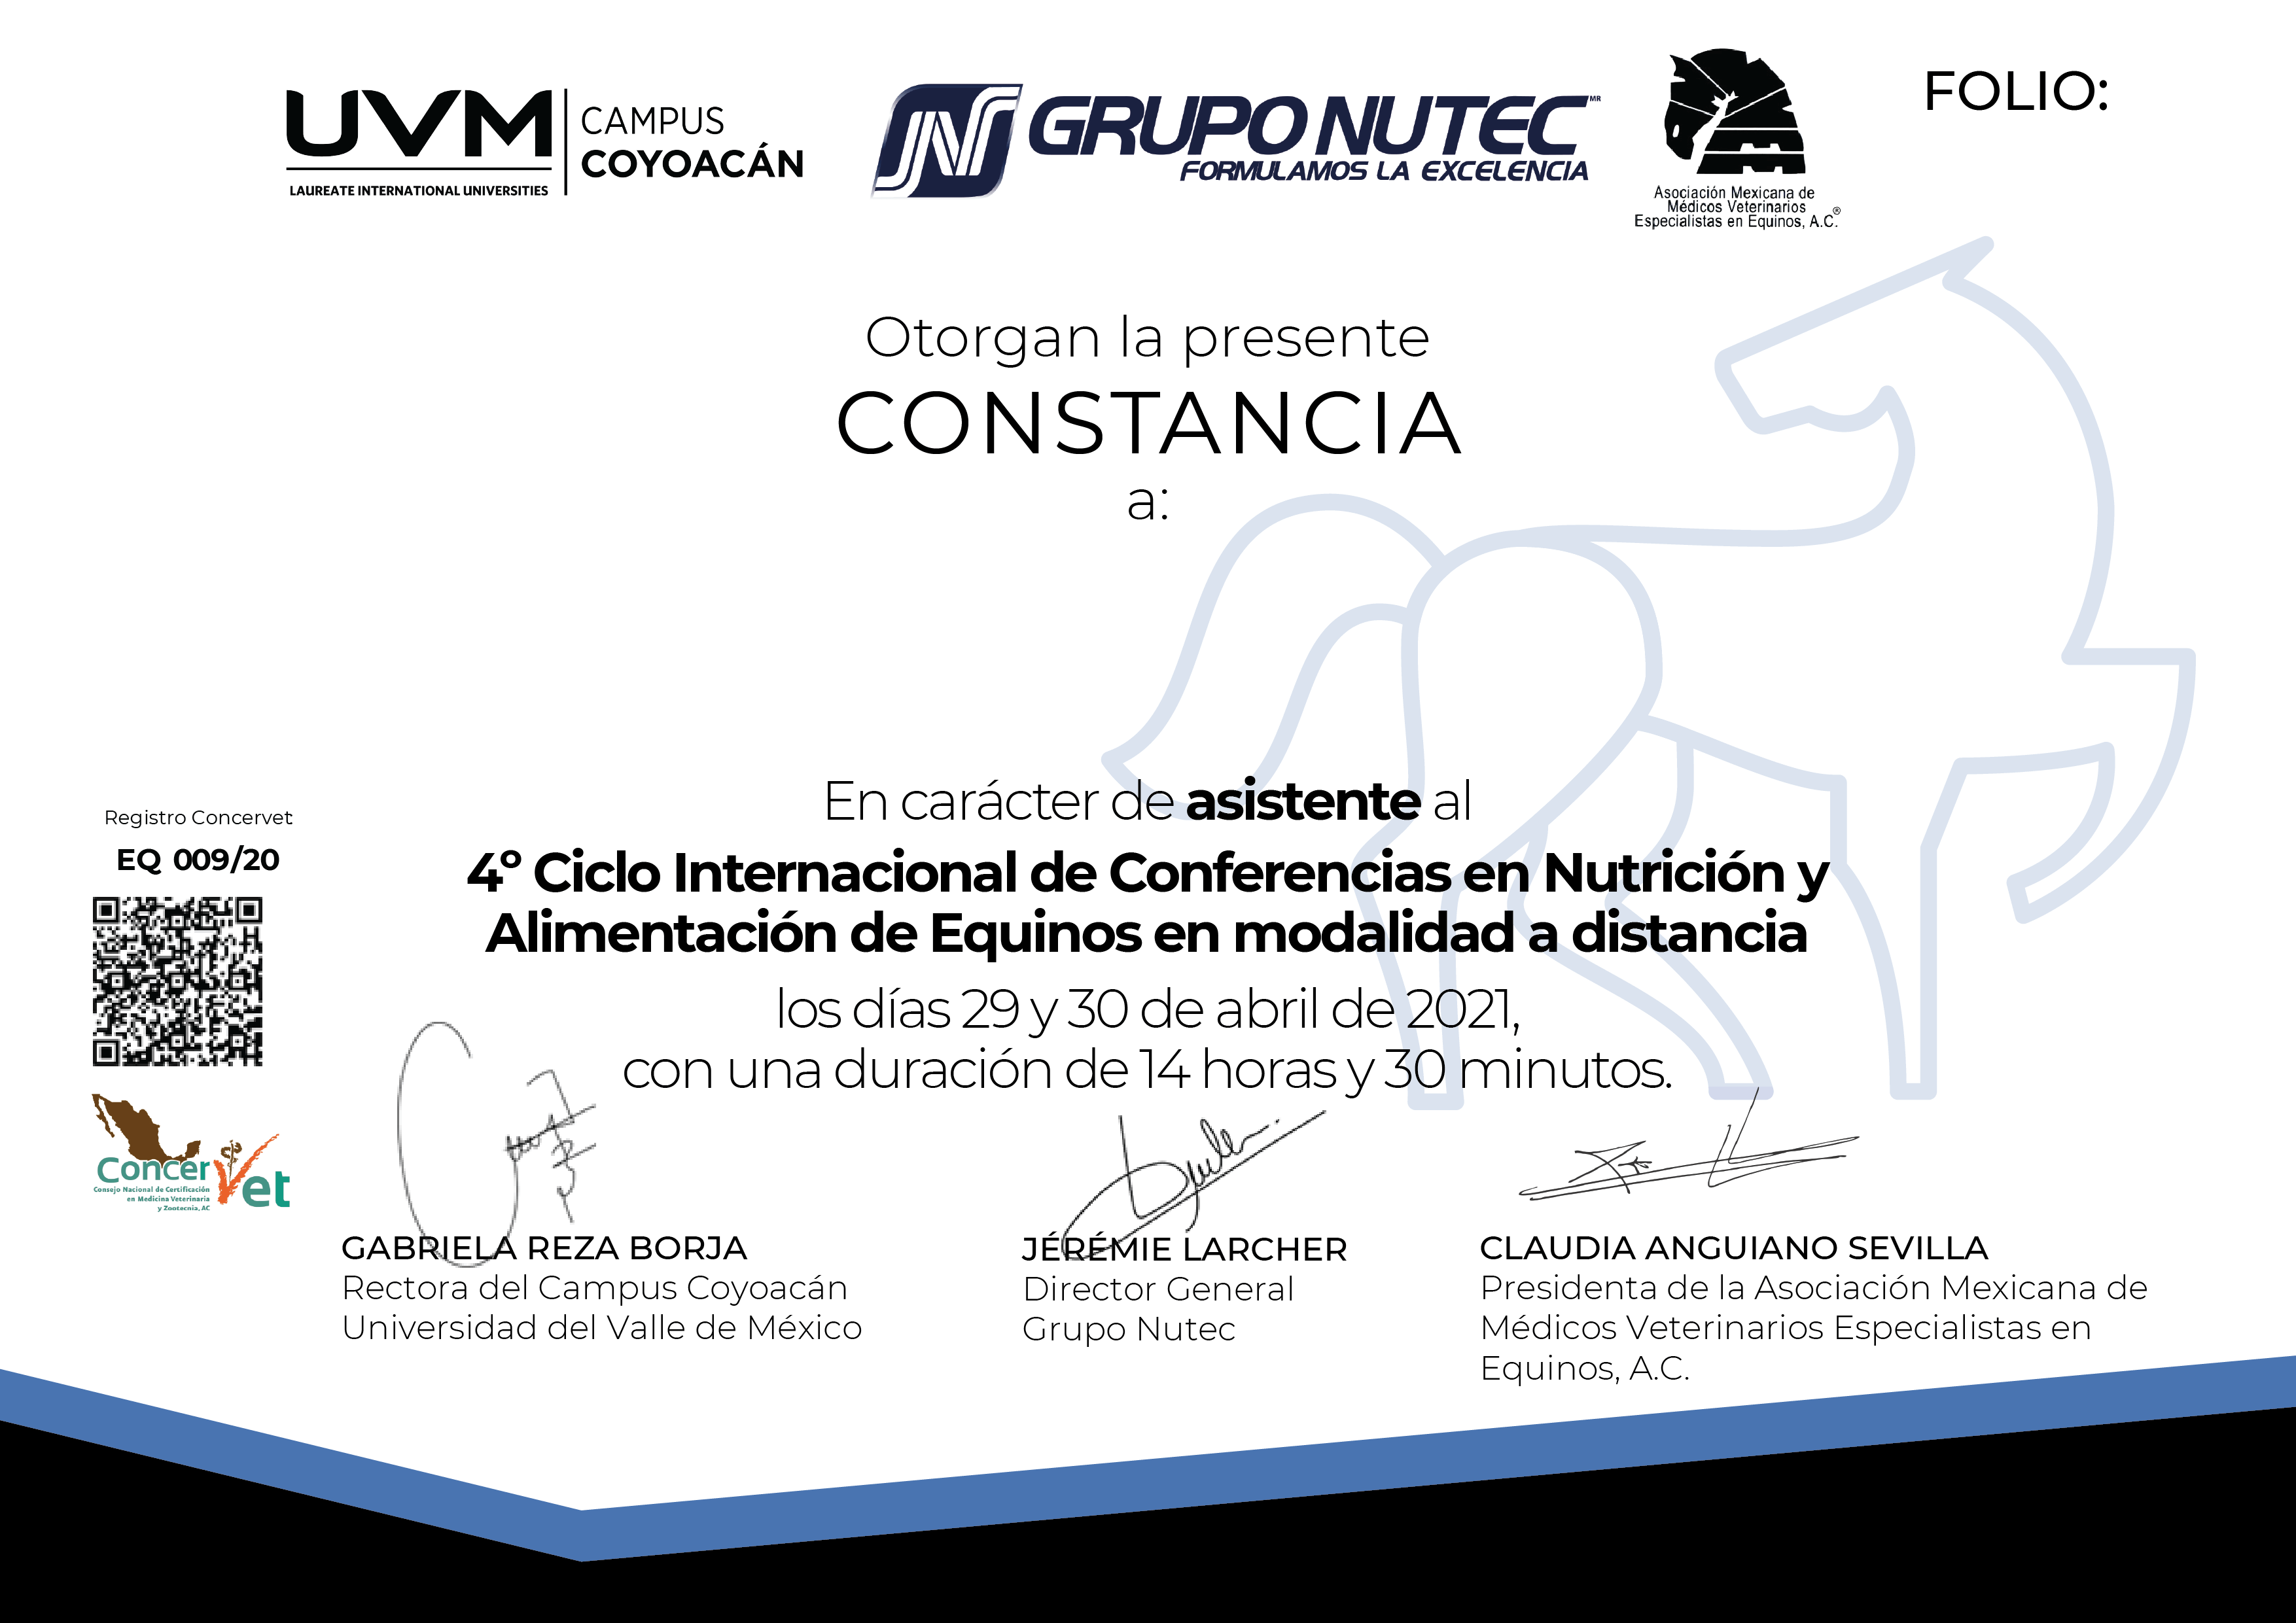 UVM
LAUREATE INTERNATIONAL UNIVERSITIES
CAMPUS
COYOACÁN
GRUPO NUTEC MR
FORMULAMOS LA EXCELENCIA
Asociación Mexicana de
Médicos Veterinarios
Especialistas en Equinos, A.C.®
FOLIO:
Otorgan la presente
CONSTANCIA
a:
En carácter de asistente al
4º Ciclo Internacional de Conferencias en Nutrición y
Alimentación de Equinos en modalidad a distancia
los días 29 y 30 de abril de 2021,
con una duración de 14 horas y 30 minutos.
Registro Concervet
EQ 009/20
ConcerVet
Consejo Nacional de Certificación
en Medicina Veterinaria
y Zootecnia, AC
GABRIELA REZA BORJA
Rectora del Campus Coyoacán
Universidad del Valle de México
JÉRÉMIE LARCHER
Director General
Grupo Nutec
CLAUDIA ANGUIANO SEVILLA
Presidenta de la Asociación Mexicana de
Médicos Veterinarios Especialistas en
Equinos, A.C.